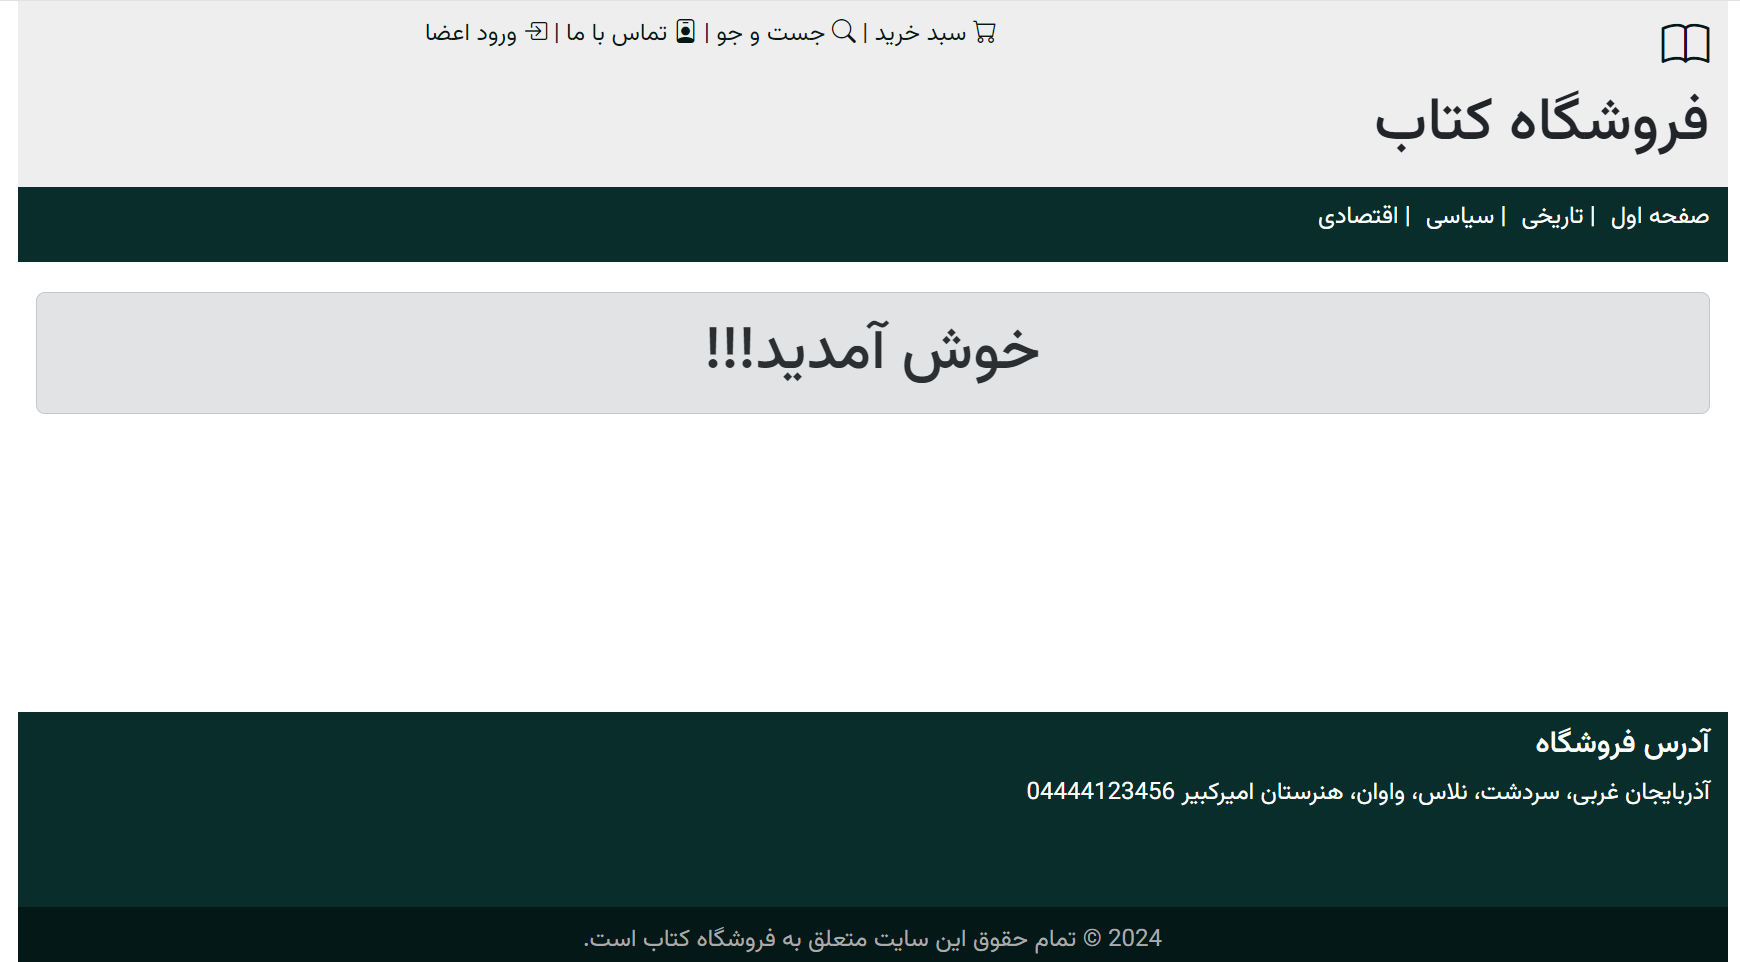 سبد خرید | جست و جو | تماس با ما | ورود اعضا
فروشگاه کتاب
صفحه اول | تاریخی | سیاسی | اقتصادی
خوش آمدید!!!
آدرس فروشگاه
آذربایجان غربی، سردشت، نلاس، واوان، هنرستان امیرکبیر 04444123456
2024 © تمام حقوق این سایت متعلق به فروشگاه کتاب است.